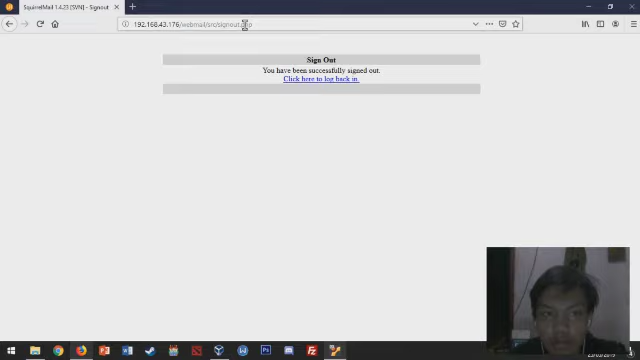 SquirrelMail 1.4.23 [SVN] - Signout
192.168.43.176/webmail/src/signout.php
Sign Out
You have been successfully signed out.
Click here to log back in.